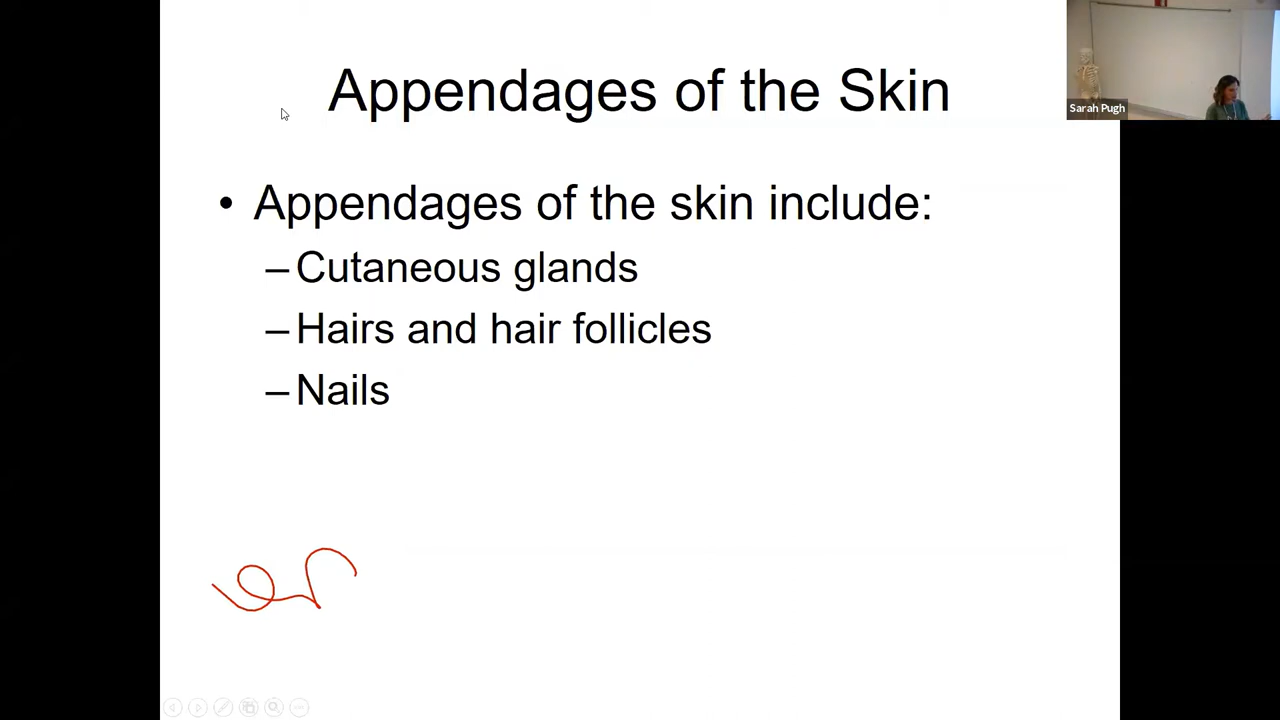 Appendages of the Skin
Sarah Pugh
• Appendages of the skin include:
– Cutaneous glands
– Hairs and hair follicles
– Nails